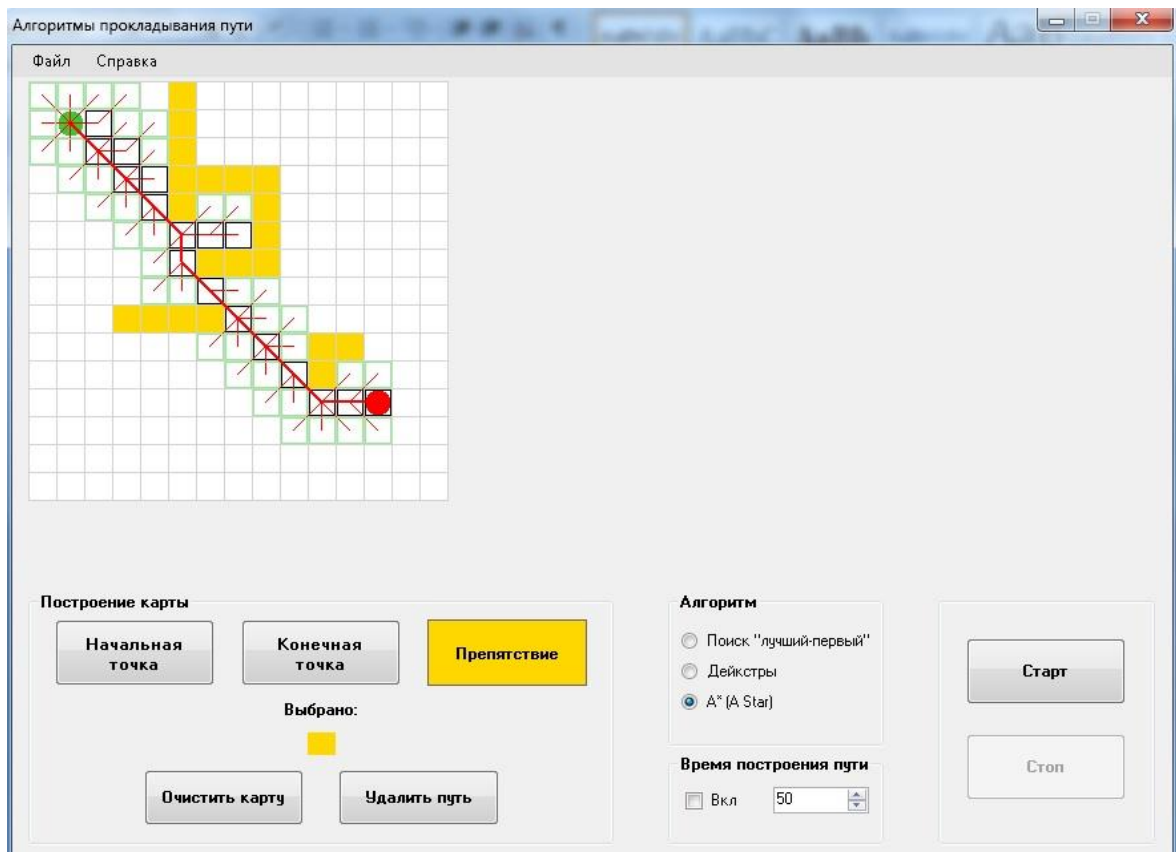 Алгоритмы прокладывания пути
Файл Справка
Построение карты
Начальная
точка
Конечная
точка
Препятствие
Выбрано:
Очистить карту
Удалить путь
Алгоритм
Поиск "лучший-первый"
Дейкстры
A* (A Star)
Время построения пути
Вкл 50
Старт
Стоп